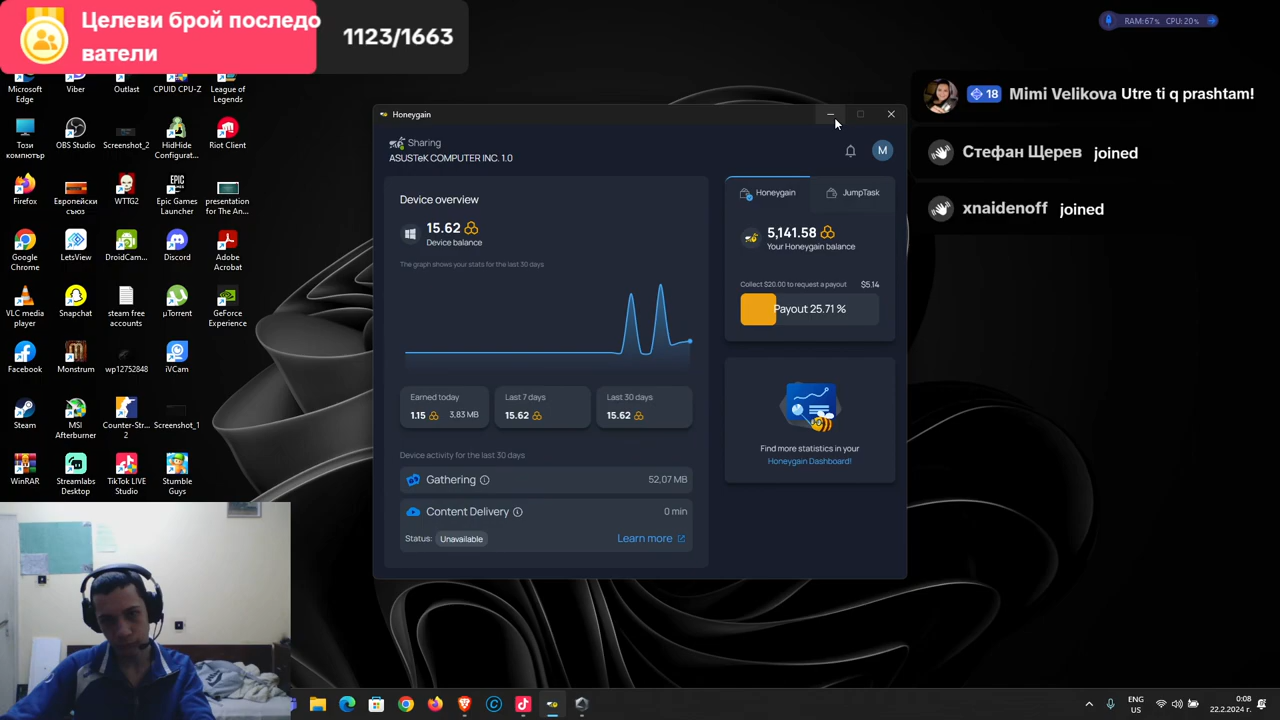 Целеви брой последо
ватели
1123/1663
RAM:67% CPU:20%
18 Mimi Velikova Utre ti q prashtam!
Стефан Щерев joined
xnaidenoff joined
Microsoft
Edge
Viber
Outlast
CPUID CPU-Z
League of
Legends
Този
компютър
OBS Studio
Screenshot_2
HidHide
Configurat...
Riot Client
Firefox
Европейски
съюз
WTTG2
Epic Games
Launcher
presentation
for The An...
Google
Chrome
LetsView
DroidCam...
Discord
Adobe
Acrobat
VLC media
player
Snapchat
steam free
accounts
µTorrent
GeForce
Experience
Facebook
Monstrum
wp12752848
iVCam
Steam
MSI
Afterburner
Counter-Str...
2
Screenshot_1
WinRAR
Streamlabs
Desktop
TikTok LIVE
Studio
Stumble
Guys
Honeygain
Sharing
ASUSTeK COMPUTER INC. 1.0
M
Device overview
15.62
Device balance
The graph shows your stats for the last 30 days
Earned today
1.15 3,83 MB
Last 7 days
15.62
Last 30 days
15.62
Device activity for the last 30 days
Gathering 52,07 MB
Content Delivery 0 min
Status: Unavailable Learn more
Honeygain JumpTask
5,141.58
Your Honeygain balance
Collect $20.00 to request a payout $5.14
Payout 25.71 %
Find more statistics in your
Honeygain Dashboard!
ENG
US
0:08
22.2.2024 г.